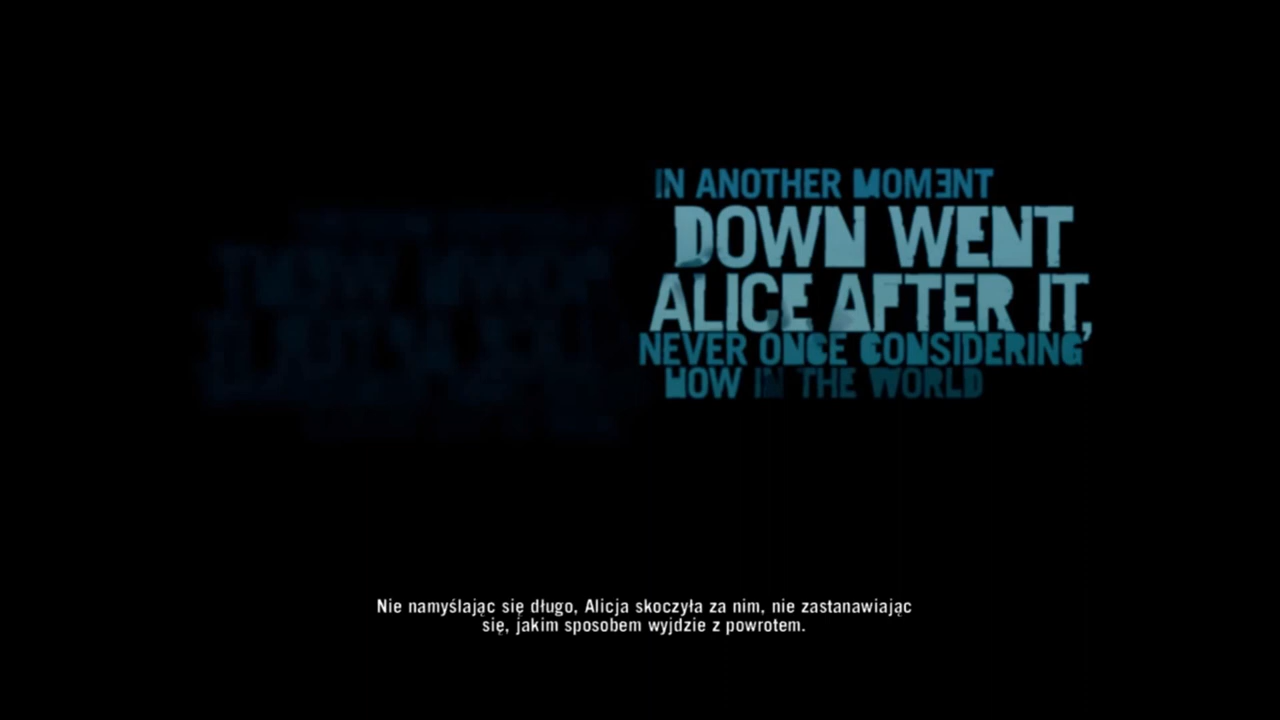 IN ANOTHER MOMENT
DOWN WENT
ALICE AFTER IT,
NEVER ONCE CONSIDERING
HOW IN THE WORLD
Nie namyślając się długo, Alicja skoczyła za nim, nie zastanawiając
się, jakim sposobem wyjdzie z powrotem.